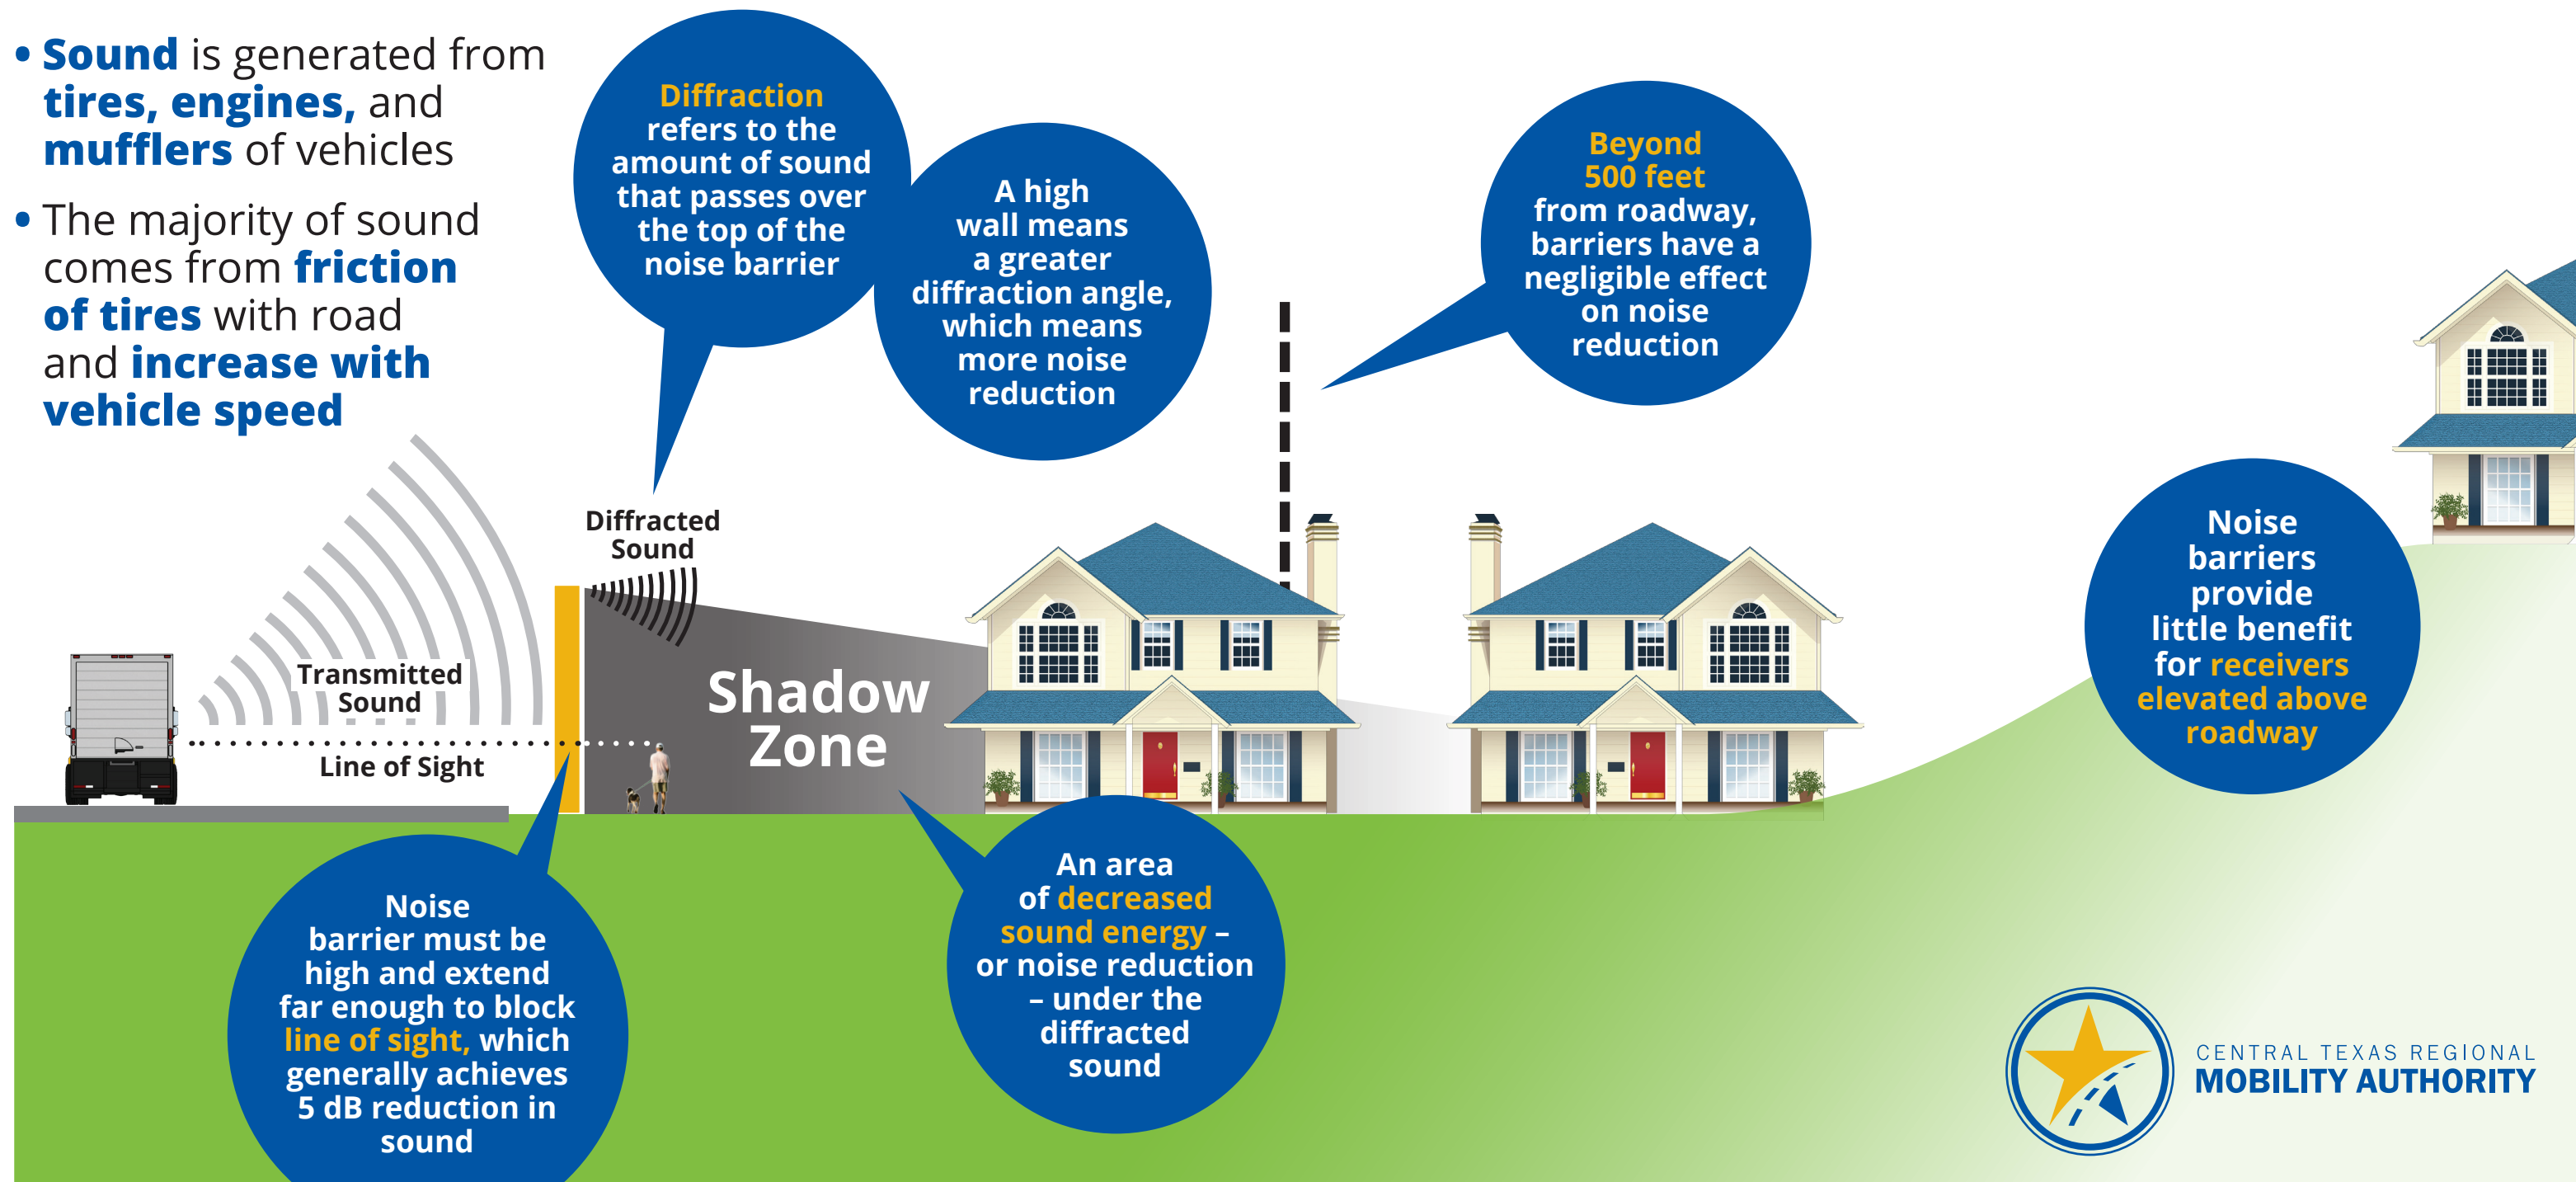 • Sound is generated from
tires, engines, and
mufflers of vehicles
• The majority of sound
comes from friction
of tires with road
and increase with
vehicle speed
Diffraction
refers to the
amount of sound
that passes over
the top of the
noise barrier
A high
wall means
a greater
diffraction angle,
which means
more noise
reduction
Beyond
500 feet
from roadway,
barriers have a
negligible effect
on noise
reduction
Diffracted
Sound
Transmitted
Sound
Line of Sight
Shadow
Zone
Noise
barriers
provide
little benefit
for receivers
elevated above
roadway
Noise
barrier must be
high and extend
far enough to block
line of sight, which
generally achieves
5 dB reduction in
sound
An area
of decreased
sound energy –
or noise reduction
– under the
diffracted
sound
CENTRAL TEXAS REGIONAL
MOBILITY AUTHORITY